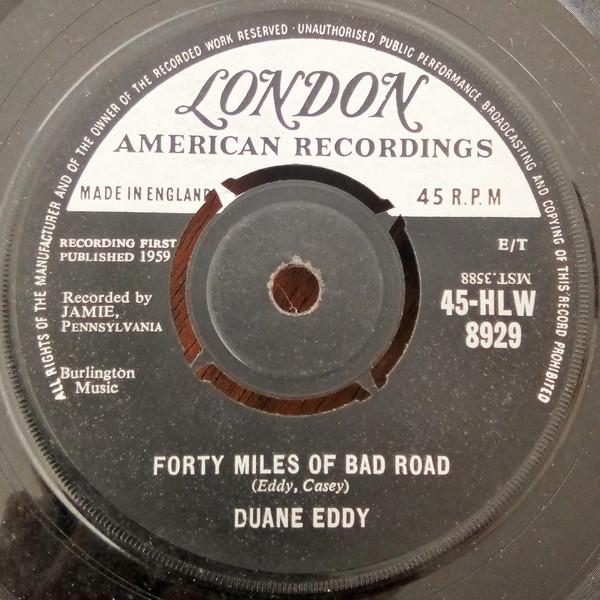 ALL RIGHTS OF THE MANUFACTURER AND OF THE OWNER OF THE RECORDED WORK RESERVED · UNAUTHORISED PUBLIC PERFORMANCE BROADCASTING AND COPYING OF THIS RECORD PROHIBITED
LONDON
AMERICAN RECORDINGS
MADE IN ENGLAND
45 R.P.M
RECORDING FIRST
PUBLISHED 1959
E/T
MST.3588
Recorded by
JAMIE,
PENNSYLVANIA
45-HLW
8929
Burlington
Music
FORTY MILES OF BAD ROAD
(Eddy, Casey)
DUANE EDDY